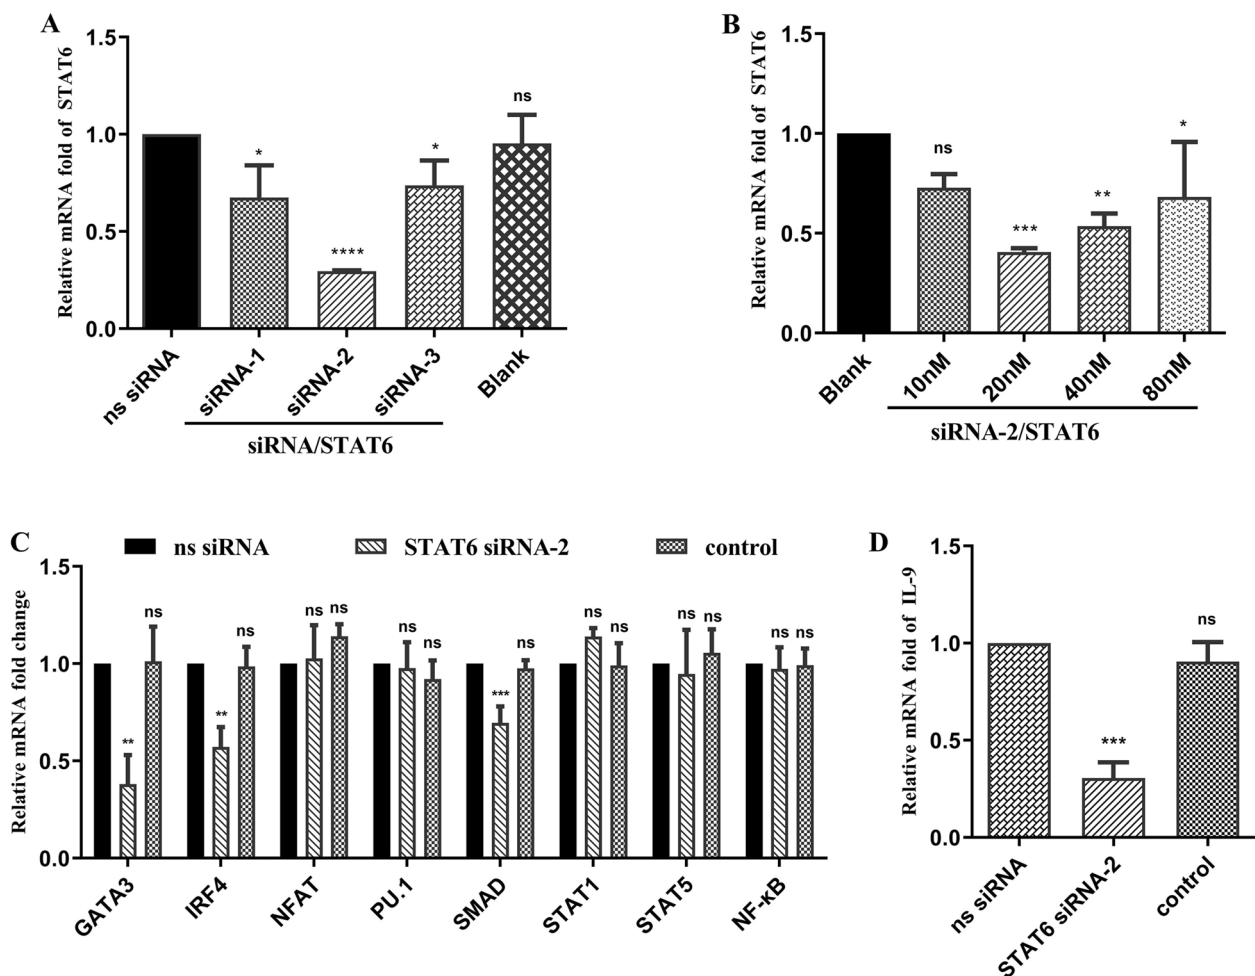 A
Relative mRNA fold of STAT6
1.5
1.0
0.5
0.0
*
****
*
ns
ns siRNA
siRNA-1
siRNA-2
siRNA-3
Blank
siRNA/STAT6
B
Relative mRNA fold of STAT6
1.5
1.0
0.5
0.0
ns
***
**
*
Blank
10nM
20nM
40nM
80nM
siRNA-2/STAT6
C
ns siRNA
STAT6 siRNA-2
control
Relative mRNA fold change
1.5
1.0
0.5
0.0
**
ns
**
ns
ns
ns
ns
ns
***
ns
ns
ns
ns
ns
ns
ns
GATA3
IRF4
NFAT
PU.1
SMAD
STAT1
STAT5
NF-κB
D
Relative mRNA fold of IL-9
1.5
1.0
0.5
0.0
***
ns
ns siRNA
STAT6 siRNA-2
control